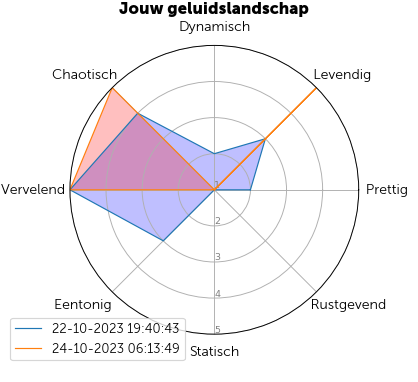 Jouw geluidslandschap
Dynamisch
Chaotisch
Levendig
Vervelend
Prettig
1
2
3
4
5
Eentonig
Rustgevend
Statisch
22-10-2023 19:40:43
24-10-2023 06:13:49